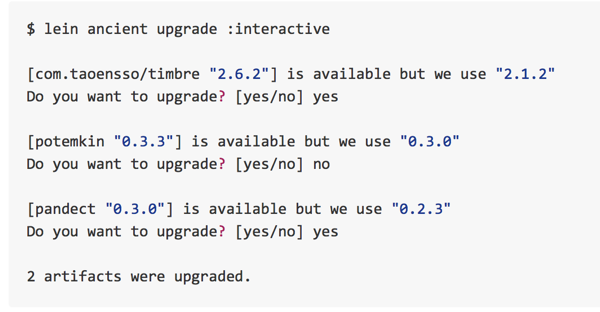 $ lein ancient upgrade :interactive
[com.taoensso/timbre "2.6.2"] is available but we use "2.1.2"
Do you want to upgrade? [yes/no] yes
[potemkin "0.3.3"] is available but we use "0.3.0"
Do you want to upgrade? [yes/no] no
[pandect "0.3.0"] is available but we use "0.2.3"
Do you want to upgrade? [yes/no] yes
2 artifacts were upgraded.